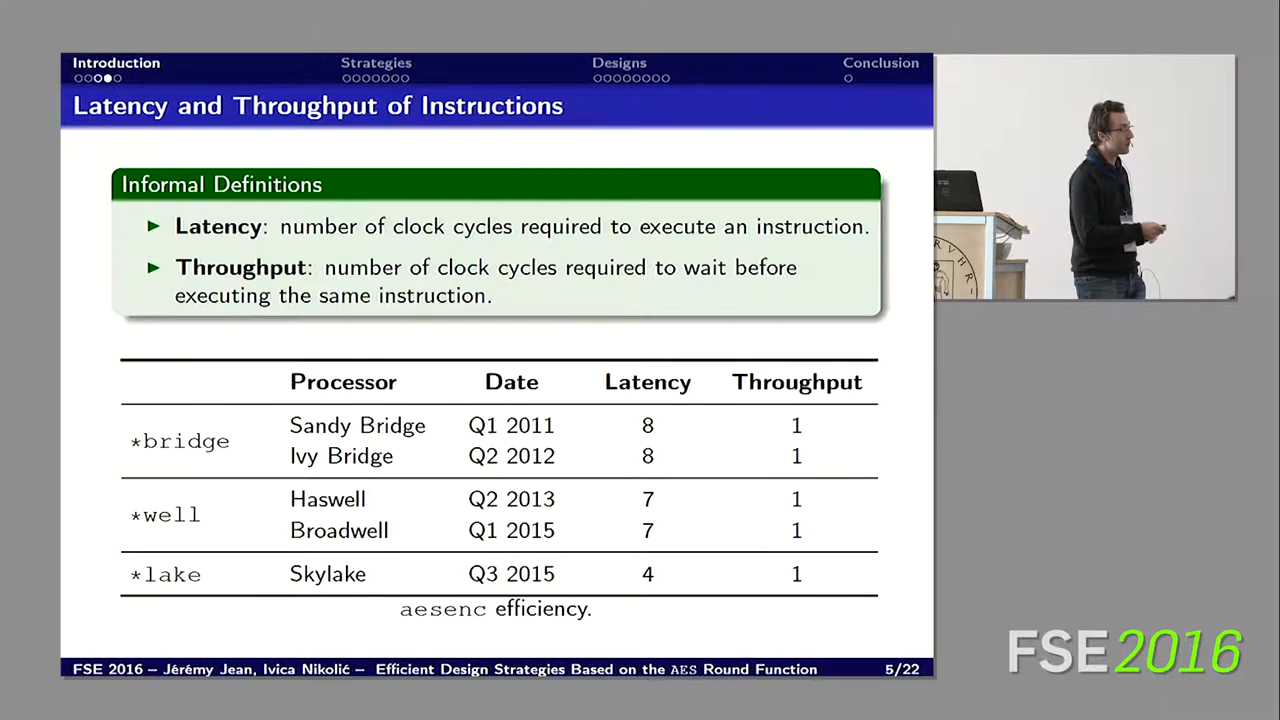 Introduction Strategies Designs Conclusion
Latency and Throughput of Instructions
Informal Definitions
Latency: number of clock cycles required to execute an instruction.
Throughput: number of clock cycles required to wait before
executing the same instruction.
Processor Date Latency Throughput
*bridge Sandy Bridge Q1 2011 8 1
Ivy Bridge Q2 2012 8 1
*well Haswell Q2 2013 7 1
Broadwell Q1 2015 7 1
*lake Skylake Q3 2015 4 1
aesenc efficiency.
FSE 2016 – Jérémy Jean, Ivica Nikolić – Efficient Design Strategies Based on the AES Round Function 5/22
FSE 2016